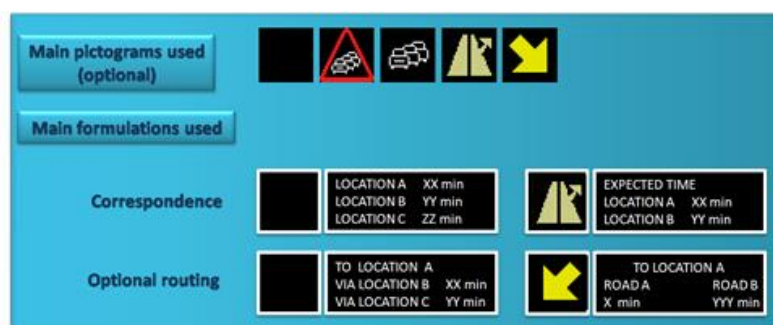 Main pictograms used
(optional)
Main formulations used
Correspondence
LOCATION A XX min
LOCATION B YY min
LOCATION C ZZ min
EXPECTED TIME
LOCATION A XX min
LOCATION B YY min
Optional routing
TO LOCATION A
VIA LOCATION B XX min
VIA LOCATION C YY min
TO LOCATION A
ROAD A ROAD B
X min YYY min